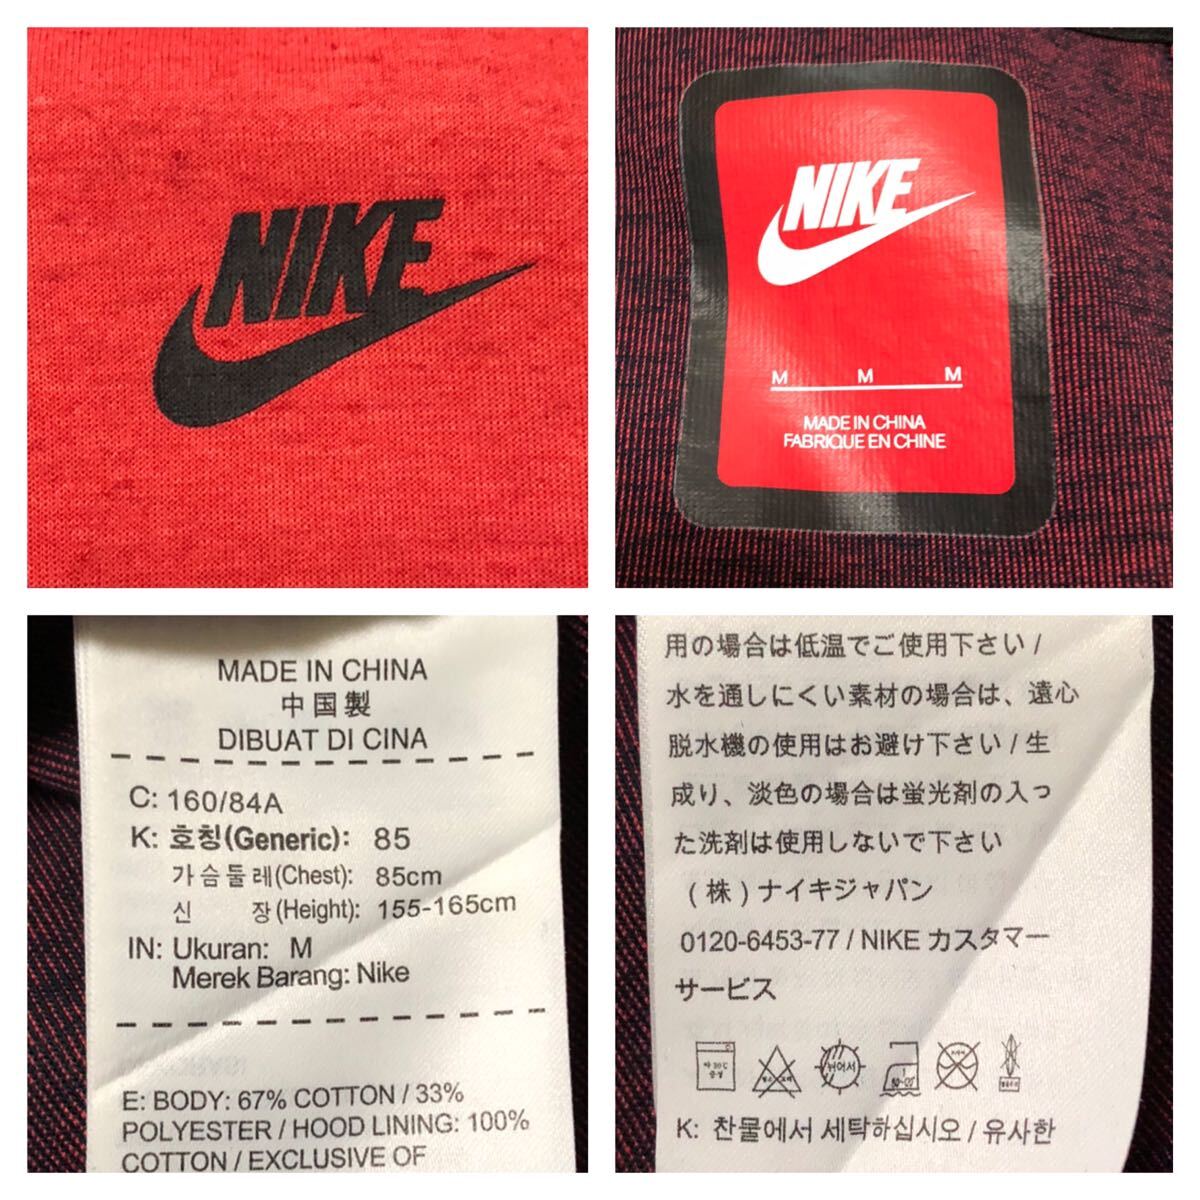 NIKE
NIKE
M M M
MADE IN CHINA
FABRIQUE EN CHINE
MADE IN CHINA
中国製
DIBUAT DI CINA
C: 160/84A
K: 호칭(Generic): 85
가슴둘레(Chest): 85cm
신 장(Height): 155-165cm
IN: Ukuran: M
Merek Barang: Nike
E: BODY: 67% COTTON / 33%
POLYESTER / HOOD LINING: 100%
COTTON / EXCLUSIVE OF
用の場合は低温でご使用下さい /
水を通しにくい素材の場合は、遠心
脱水機の使用はお避け下さい / 生
成り、淡色の場合は蛍光剤の入っ
た洗剤は使用しないで下さい
(株)ナイキジャパン
0120-6453-77 / NIKE カスタマー
サービス
K: 찬물에서 세탁하십시오 / 유사한